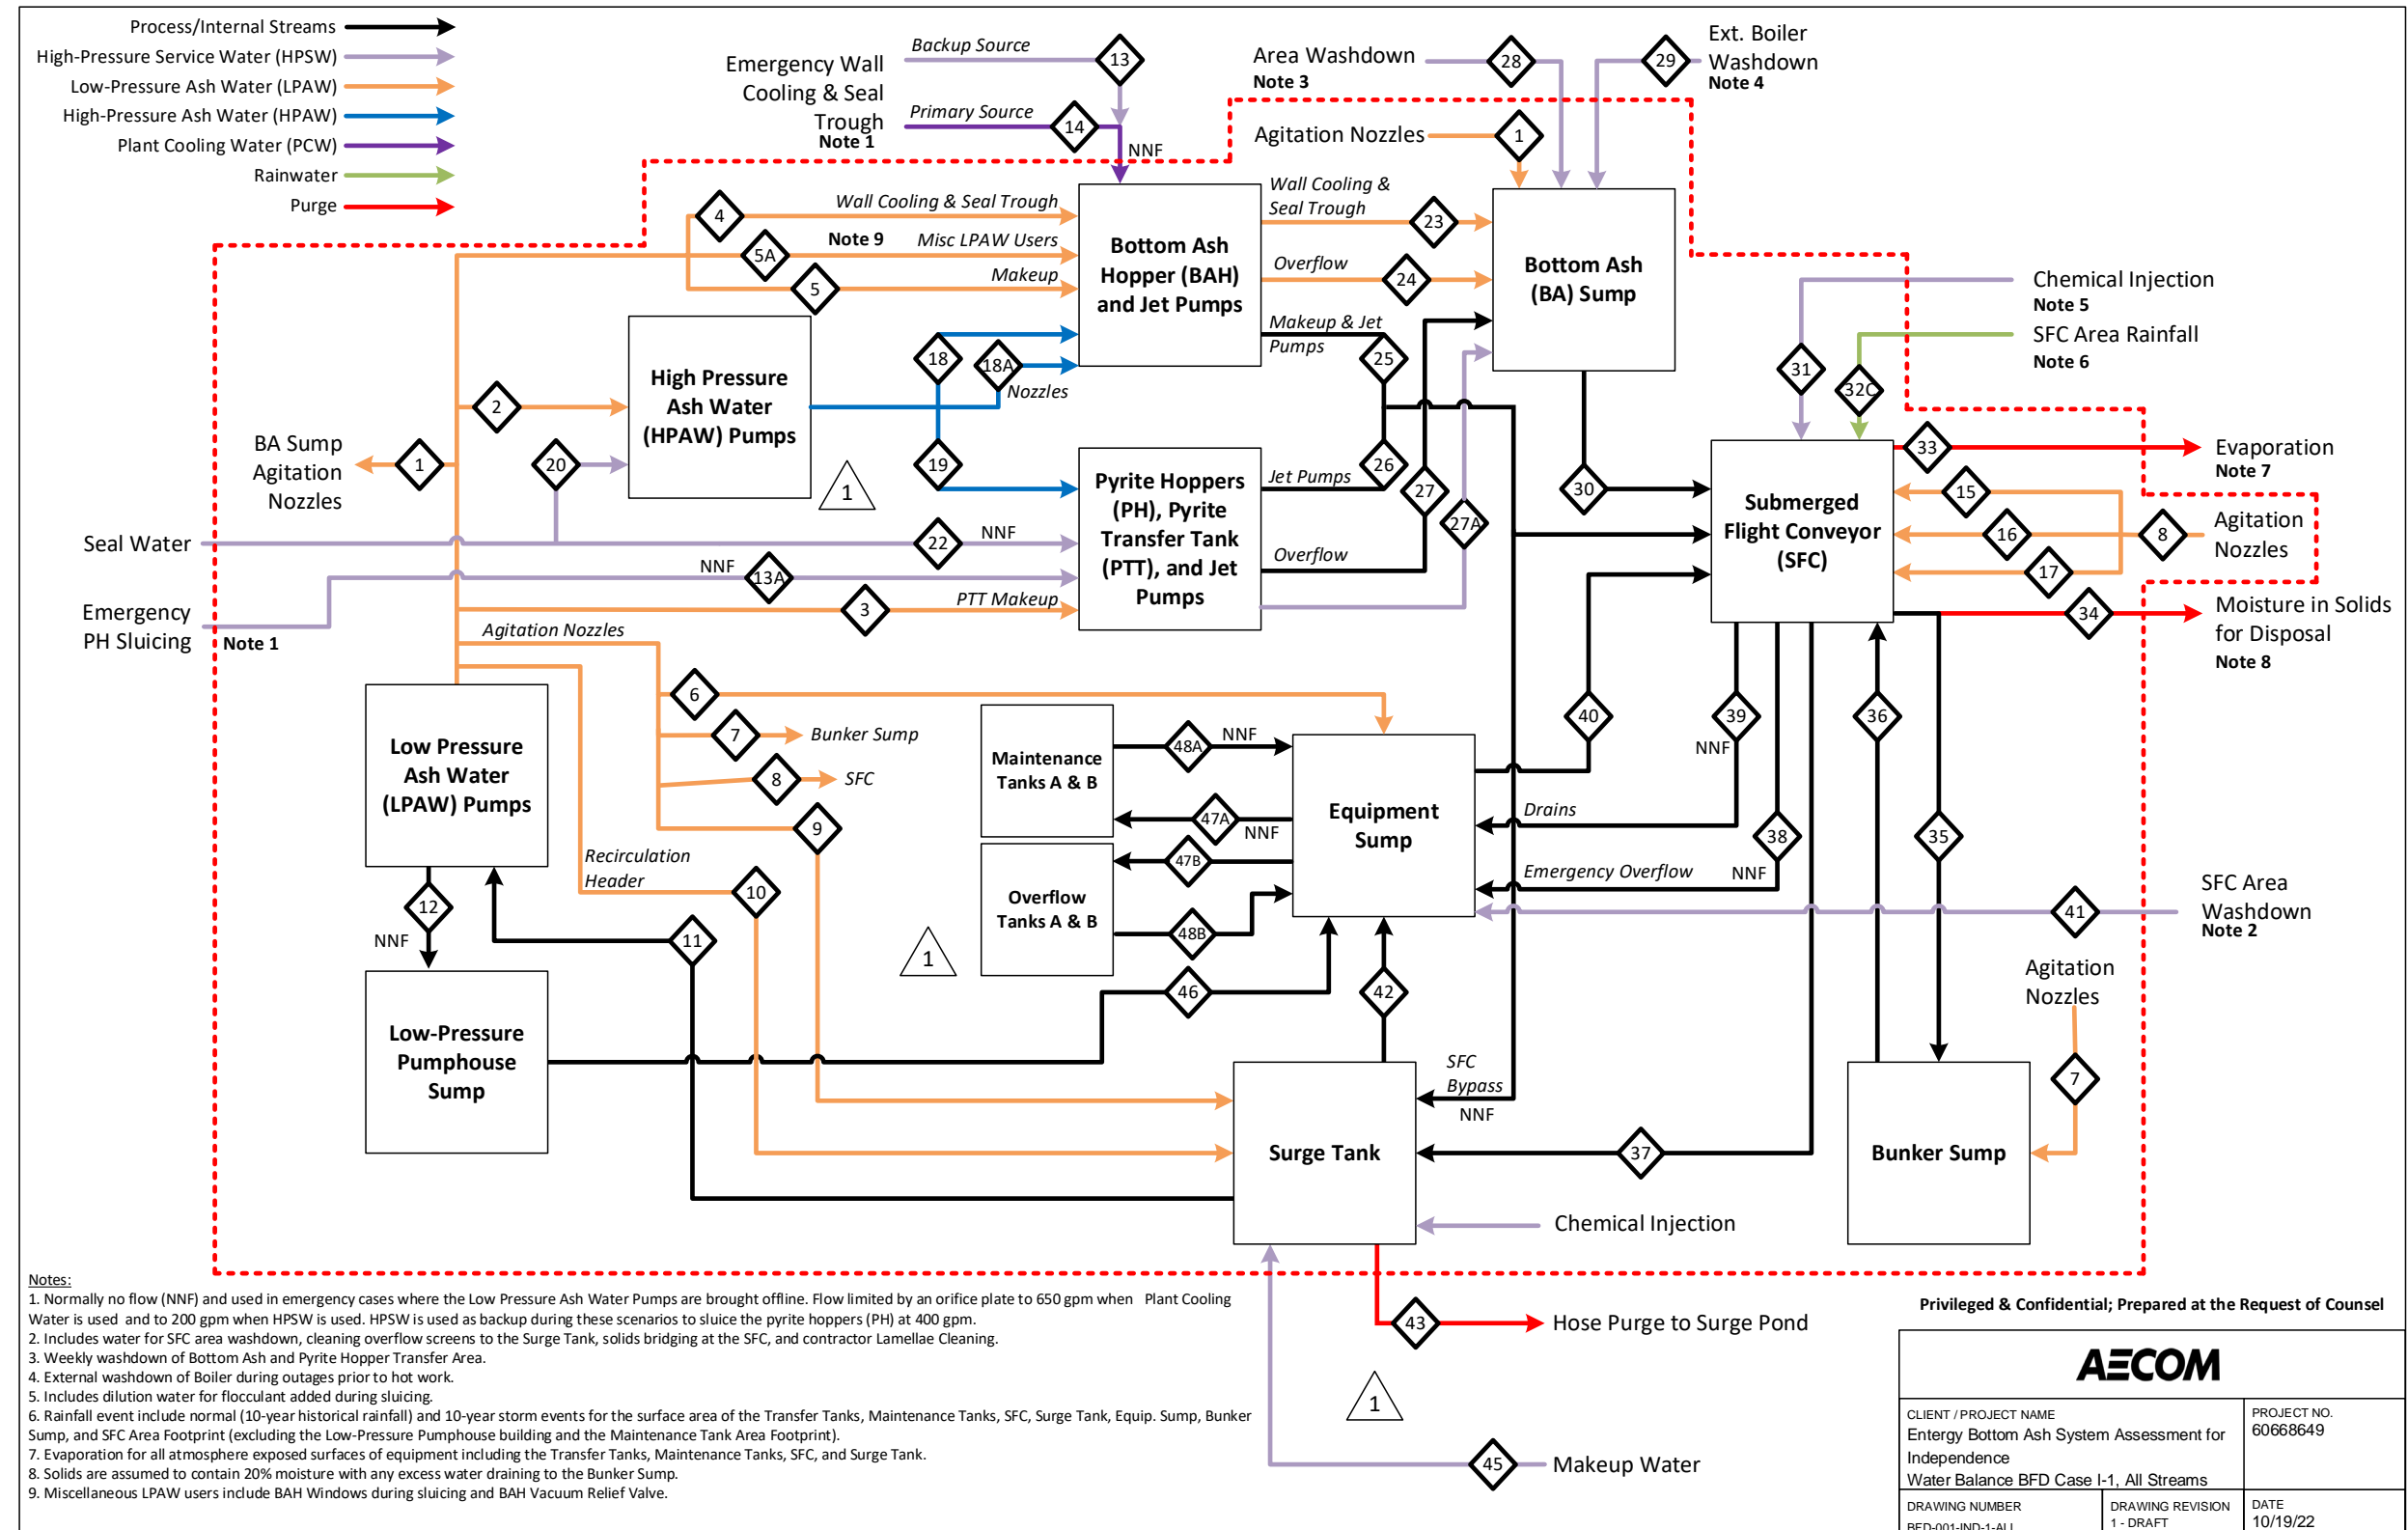 Process/Internal Streams
High-Pressure Service Water (HPSW)
Low-Pressure Ash Water (LPAW)
High-Pressure Ash Water (HPAW)
Plant Cooling Water (PCW)
Rainwater
Purge
Emergency Wall
Cooling & Seal
Trough
Note 1
Backup Source
13
Primary Source
14
NNF
Area Washdown
Note 3
28
29
Ext. Boiler
Washdown
Note 4
Agitation Nozzles
1
4
Wall Cooling & Seal Trough
Note 9
Misc LPAW Users
5A
Makeup
5
Bottom Ash
Hopper (BAH)
and Jet Pumps
Wall Cooling &
Seal Trough
23
Overflow
24
Makeup & Jet
Pumps
25
Bottom Ash
(BA) Sump
Chemical Injection
Note 5
SFC Area Rainfall
Note 6
31
32C
High Pressure
Ash Water
(HPAW) Pumps
2
18
18A
Nozzles
19
20
1
BA Sump
Agitation
Nozzles
1
Seal Water
22
NNF
NNF
13A
Emergency
PH Sluicing
Note 1
3
PTT Makeup
Pyrite Hoppers
(PH), Pyrite
Transfer Tank
(PTT), and Jet
Pumps
Jet Pumps
26
Overflow
27
27A
30
Submerged
Flight Conveyor
(SFC)
33
Evaporation
Note 7
15
16
17
8
Agitation
Nozzles
34
Moisture in Solids
for Disposal
Note 8
Agitation Nozzles
6
7
Bunker Sump
8
SFC
9
Recirculation
Header
10
Low Pressure
Ash Water
(LPAW) Pumps
12
NNF
11
Low-Pressure
Pumphouse
Sump
Maintenance
Tanks A & B
48A
NNF
47A
NNF
Overflow
Tanks A & B
47B
48B
1
Equipment
Sump
40
39
NNF
Drains
38
Emergency Overflow
NNF
36
35
41
SFC Area
Washdown
Note 2
46
42
Agitation
Nozzles
7
Bunker Sump
SFC
Bypass
NNF
Surge Tank
37
Chemical Injection
43
Hose Purge to Surge Pond
1
45
Makeup Water
Notes:
1. Normally no flow (NNF) and used in emergency cases where the Low Pressure Ash Water Pumps are brought offline. Flow limited by an orifice plate to 650 gpm when Plant Cooling
Water is used and to 200 gpm when HPSW is used. HPSW is used as backup during these scenarios to sluice the pyrite hoppers (PH) at 400 gpm.
2. Includes water for SFC area washdown, cleaning overflow screens to the Surge Tank, solids bridging at the SFC, and contractor Lamellae Cleaning.
3. Weekly washdown of Bottom Ash and Pyrite Hopper Transfer Area.
4. External washdown of Boiler during outages prior to hot work.
5. Includes dilution water for flocculant added during sluicing.
6. Rainfall event include normal (10-year historical rainfall) and 10-year storm events for the surface area of the Transfer Tanks, Maintenance Tanks, SFC, Surge Tank, Equip. Sump, Bunker
Sump, and SFC Area Footprint (excluding the Low-Pressure Pumphouse building and the Maintenance Tank Area Footprint).
7. Evaporation for all atmosphere exposed surfaces of equipment including the Transfer Tanks, Maintenance Tanks, SFC, and Surge Tank.
8. Solids are assumed to contain 20% moisture with any excess water draining to the Bunker Sump.
9. Miscellaneous LPAW users include BAH Windows during sluicing and BAH Vacuum Relief Valve.
Privileged & Confidential; Prepared at the Request of Counsel
AECOM
CLIENT / PROJECT NAME
Entergy Bottom Ash System Assessment for
Independence
Water Balance BFD Case I-1, All Streams
PROJECT NO.
60668649
DRAWING NUMBER
BFD-001-IND-1-ALL
DRAWING REVISION
1 - DRAFT
DATE
10/19/22